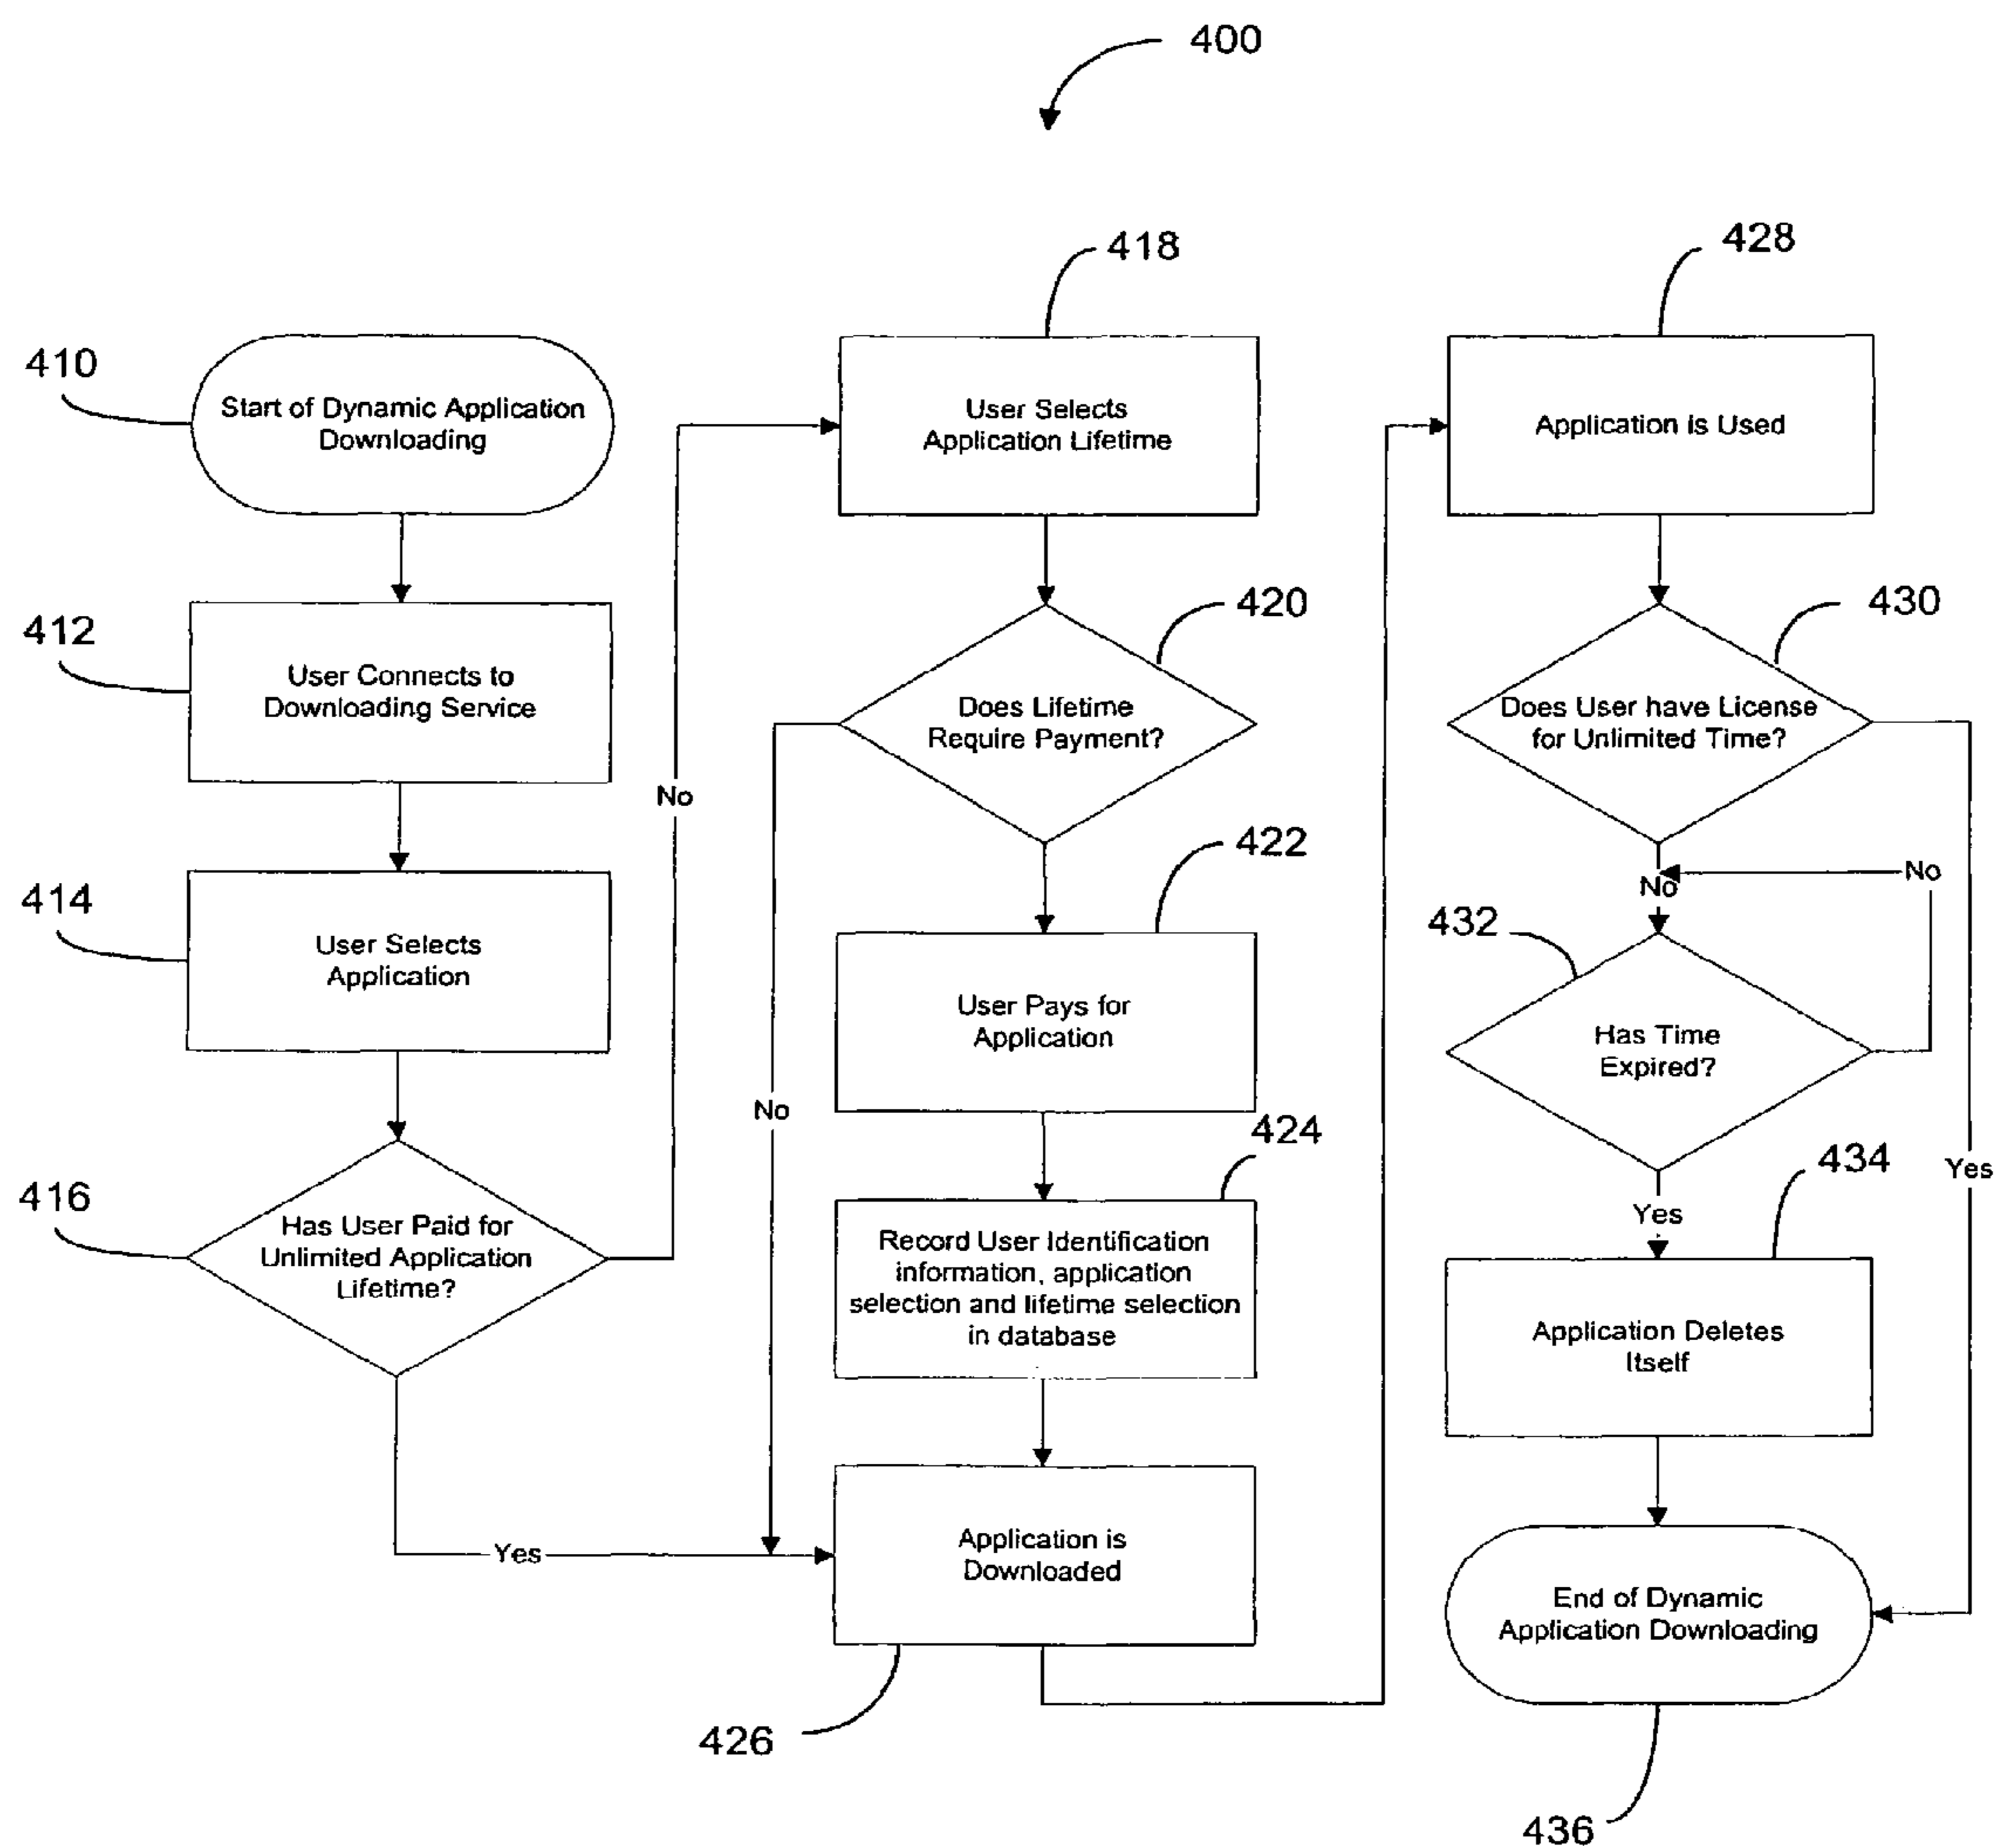 400
410
Start of Dynamic Application
Downloading
412
User Connects to
Downloading Service
414
User Selects
Application
416
Has User Paid for
Unlimited Application
Lifetime?
No
Yes
418
User Selects
Application Lifetime
420
Does Lifetime
Require Payment?
No
422
User Pays for
Application
424
Record User Identification
information, application
selection and lifetime selection
in database
Application is
Downloaded
426
428
Application is Used
430
Does User have License
for Unlimited Time?
No
No
Yes
432
Has Time
Expired?
Yes
434
Application Deletes
Itself
End of Dynamic
Application Downloading
436